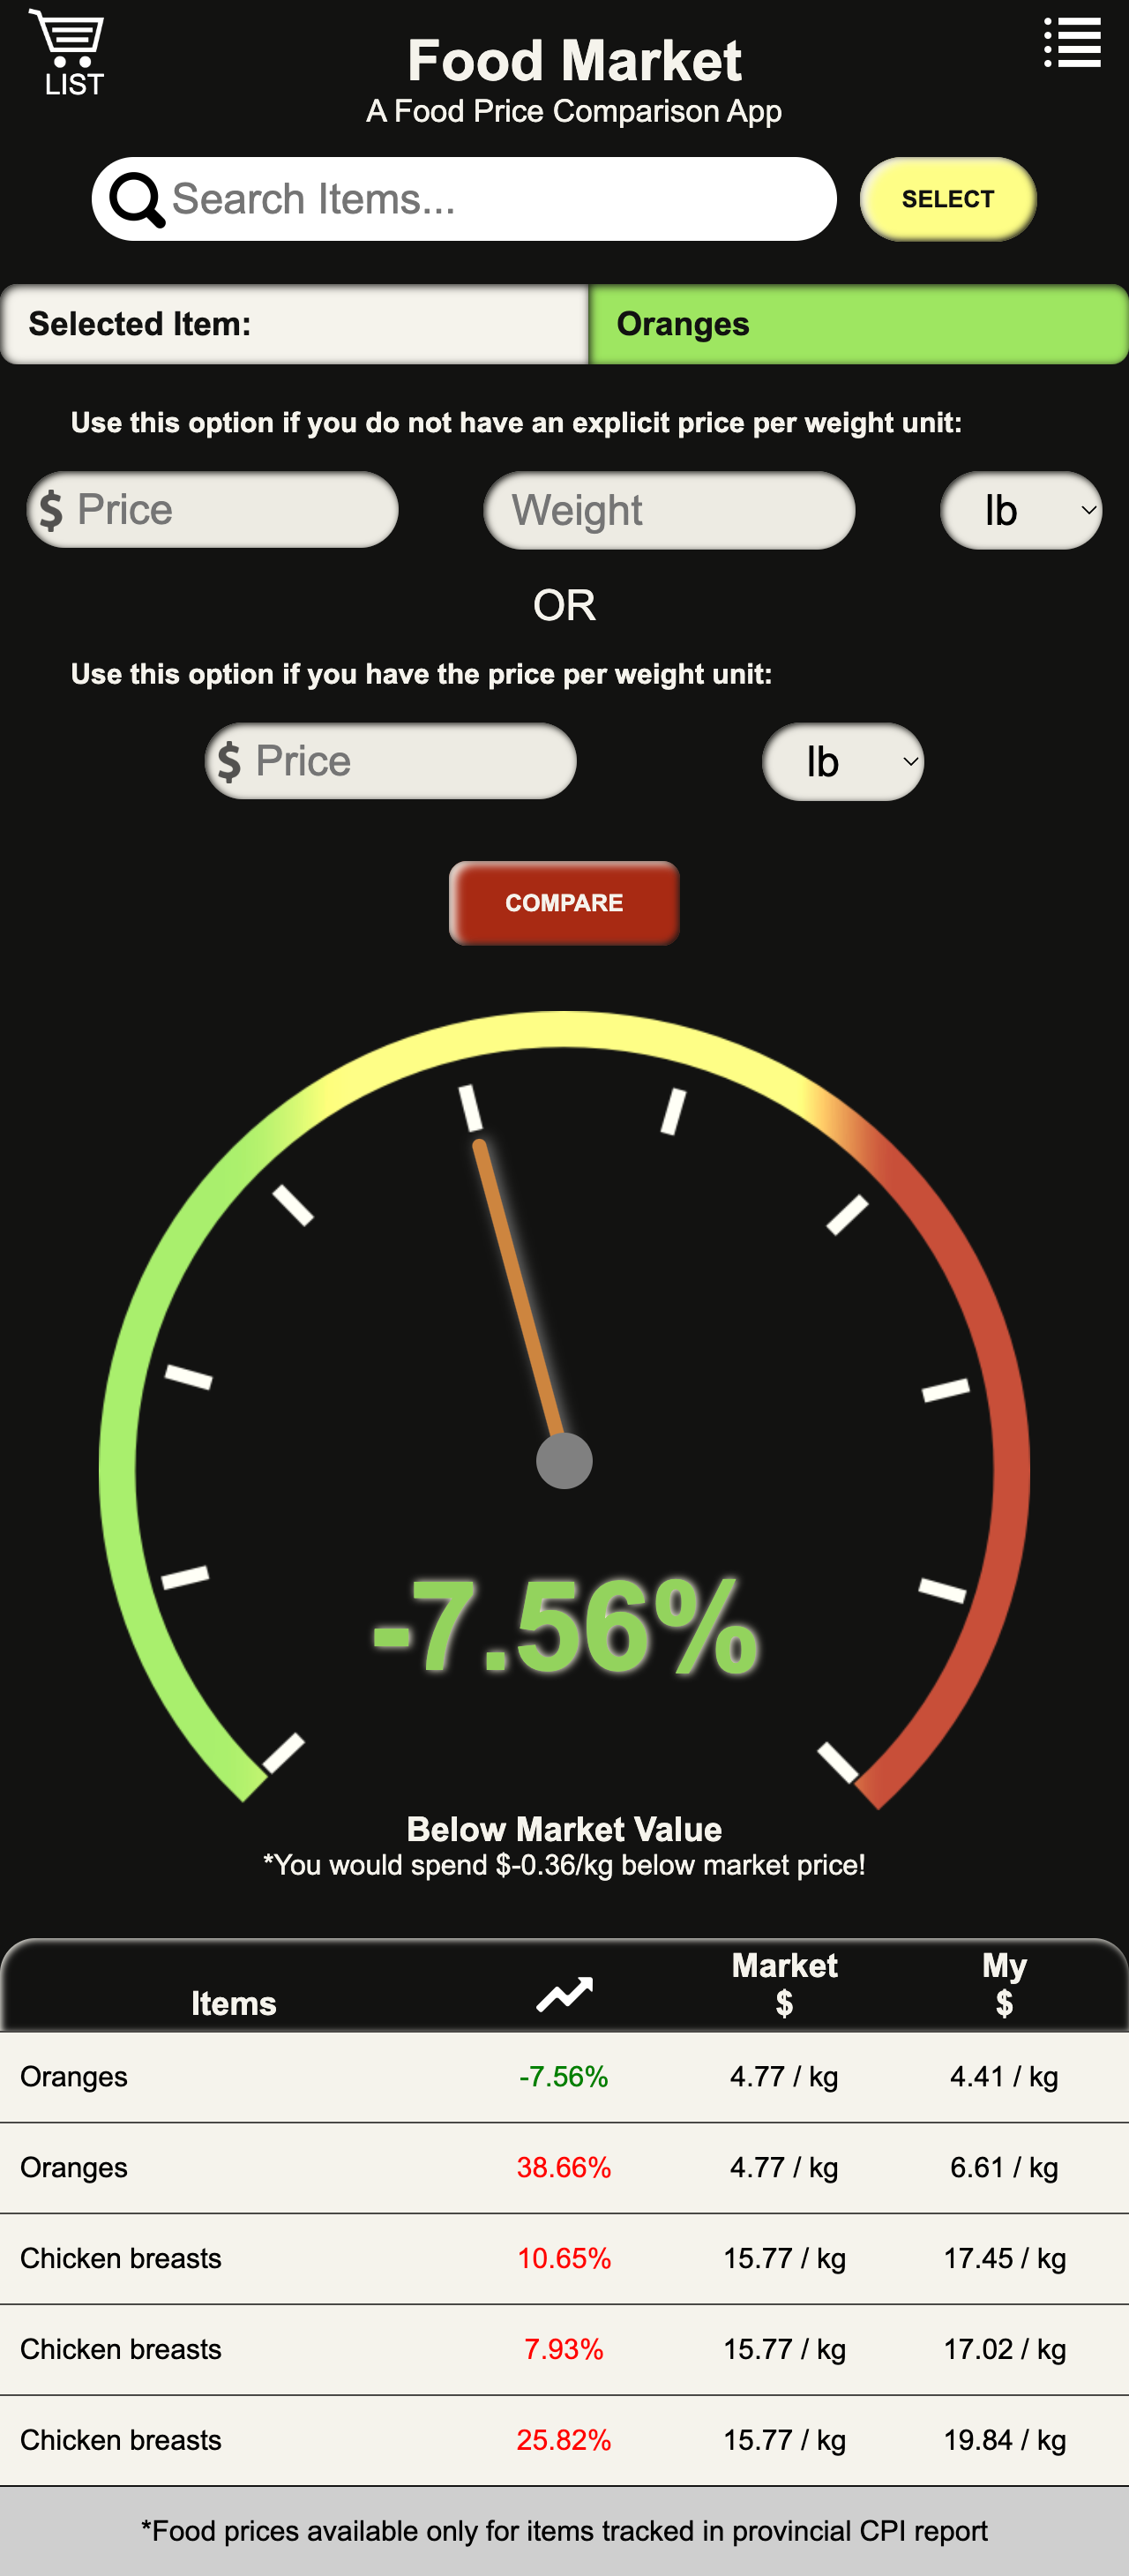 LIST
Food Market
A Food Price Comparison App
Search Items...
SELECT
Selected Item:
Oranges
Use this option if you do not have an explicit price per weight unit:
$ Price
Weight
lb
OR
Use this option if you have the price per weight unit:
$ Price
lb
COMPARE
-7.56%
Below Market Value
*You would spend $-0.36/kg below market price!
Items
Market
$
My
$
Oranges -7.56% 4.77 / kg 4.41 / kg
Oranges 38.66% 4.77 / kg 6.61 / kg
Chicken breasts 10.65% 15.77 / kg 17.45 / kg
Chicken breasts 7.93% 15.77 / kg 17.02 / kg
Chicken breasts 25.82% 15.77 / kg 19.84 / kg
*Food prices available only for items tracked in provincial CPI report